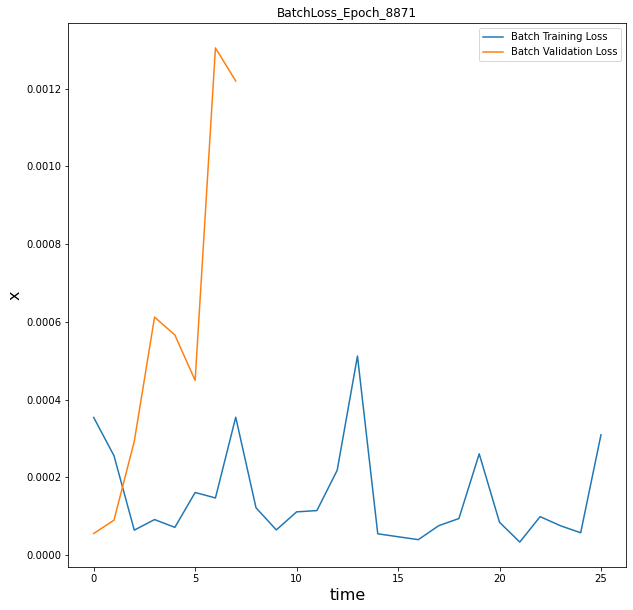 BatchLoss_Epoch_8871
Batch Training Loss
Batch Validation Loss
0.0012
0.0010
0.0008
0.0006
0.0004
0.0002
0.0000
x
0 5 10 15 20 25
time